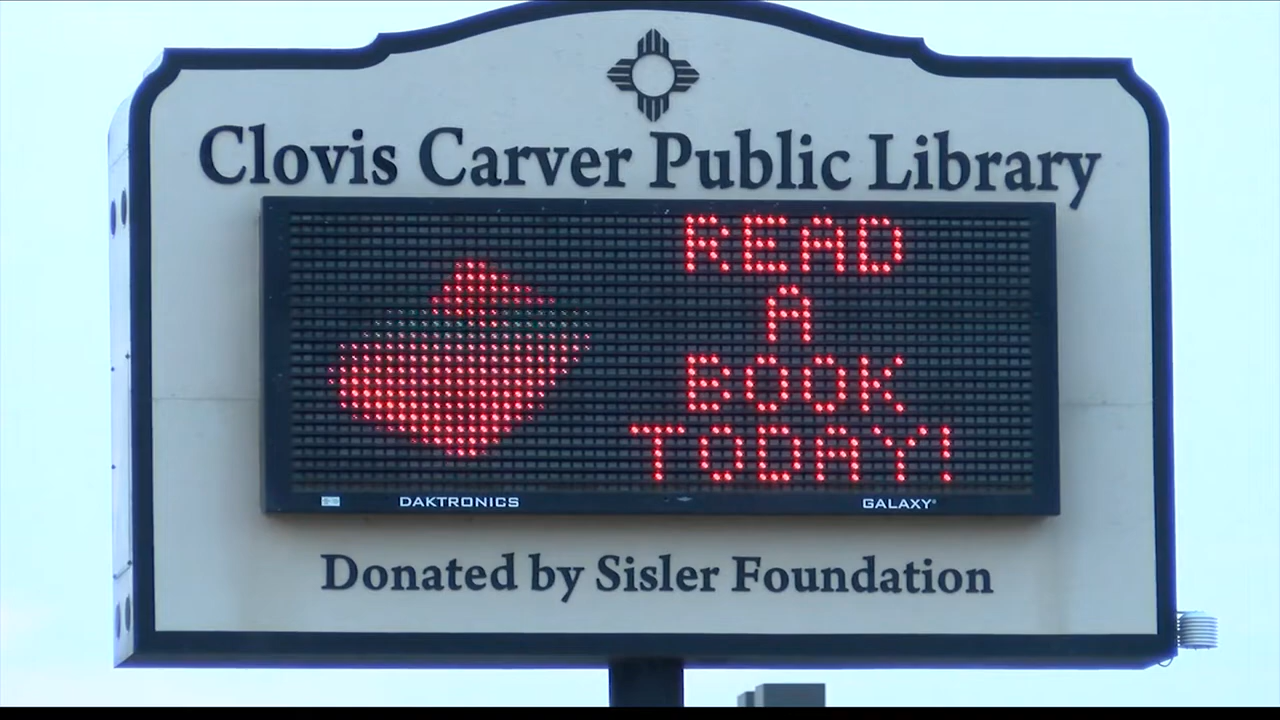 Clovis Carver Public Library
READ
A
BOOK
TODAY!
DAKTRONICS GALAXY®
Donated by Sisler Foundation